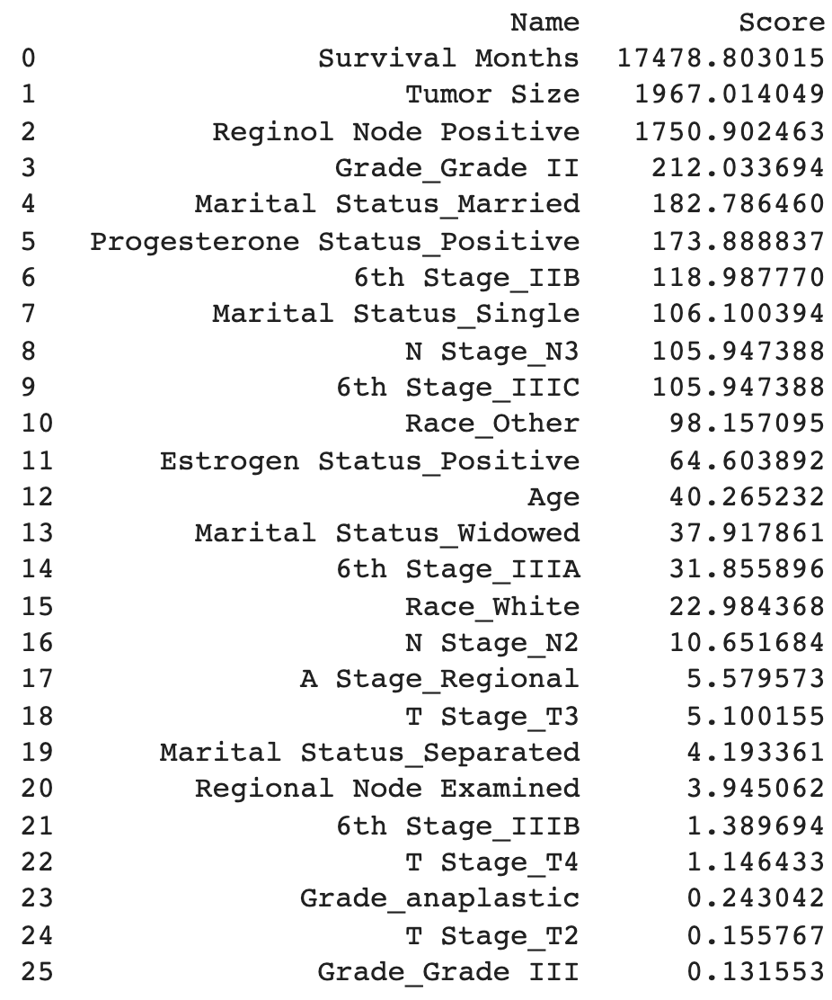 Name Score
0 Survival Months 17478.803015
1 Tumor Size 1967.014049
2 Reginol Node Positive 1750.902463
3 Grade_Grade II 212.033694
4 Marital Status_Married 182.786460
5 Progesterone Status_Positive 173.888837
6 6th Stage_IIB 118.987770
7 Marital Status_Single 106.100394
8 N Stage_N3 105.947388
9 6th Stage_IIIC 105.947388
10 Race_Other 98.157095
11 Estrogen Status_Positive 64.603892
12 Age 40.265232
13 Marital Status_Widowed 37.917861
14 6th Stage_IIIA 31.855896
15 Race_White 22.984368
16 N Stage_N2 10.651684
17 A Stage_Regional 5.579573
18 T Stage_T3 5.100155
19 Marital Status_Separated 4.193361
20 Regional Node Examined 3.945062
21 6th Stage_IIIB 1.389694
22 T Stage_T4 1.146433
23 Grade_anaplastic 0.243042
24 T Stage_T2 0.155767
25 Grade_Grade III 0.131553